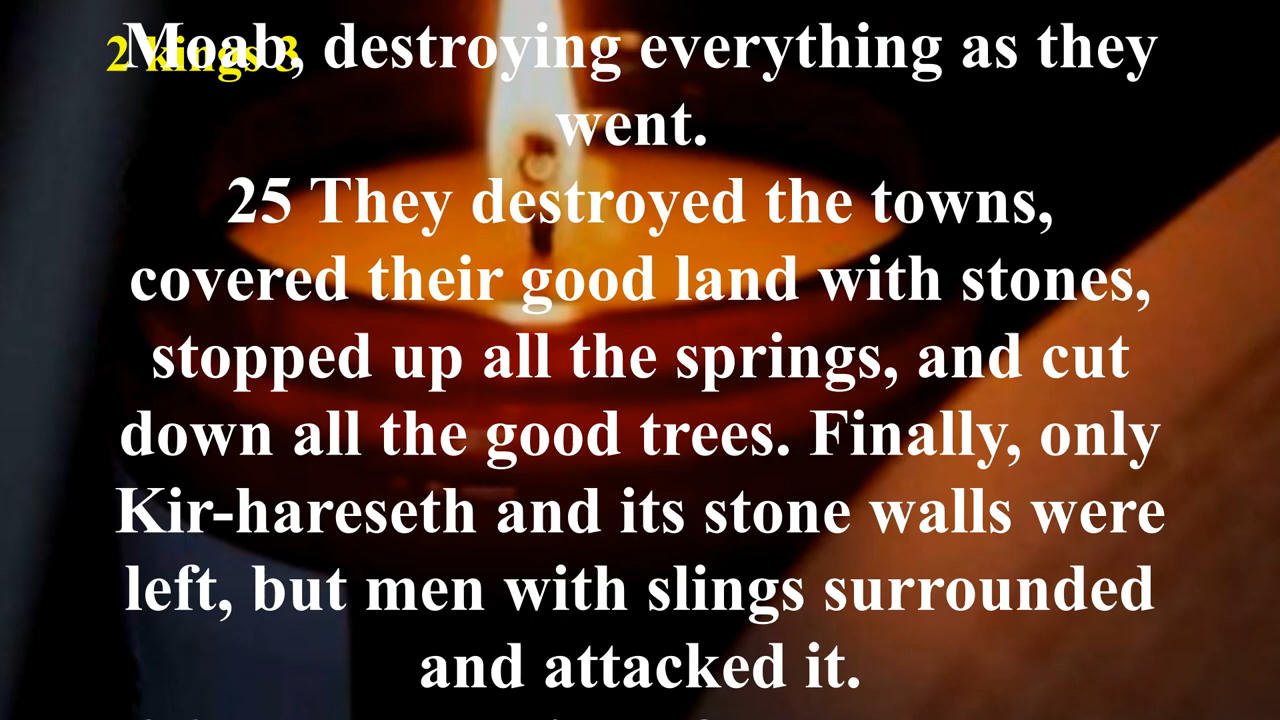 2 kings 3
Moab, destroying everything as they
went.
25 They destroyed the towns,
covered their good land with stones,
stopped up all the springs, and cut
down all the good trees. Finally, only
Kir-hareseth and its stone walls were
left, but men with slings surrounded
and attacked it.